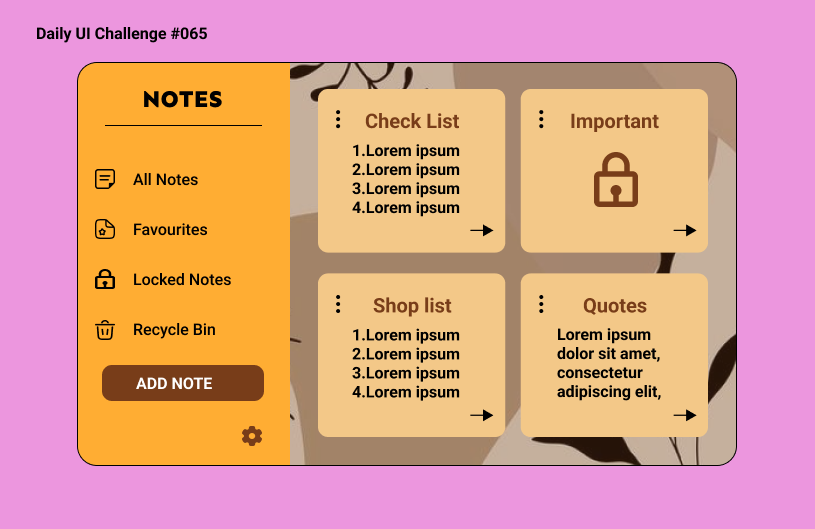 Daily UI Challenge #065
NOTES
All Notes
Favourites
Locked Notes
Recycle Bin
ADD NOTE
Check List
1.Lorem ipsum
2.Lorem ipsum
3.Lorem ipsum
4.Lorem ipsum
Important
Shop list
1.Lorem ipsum
2.Lorem ipsum
3.Lorem ipsum
4.Lorem ipsum
Quotes
Lorem ipsum
dolor sit amet,
consectetur
adipiscing elit,